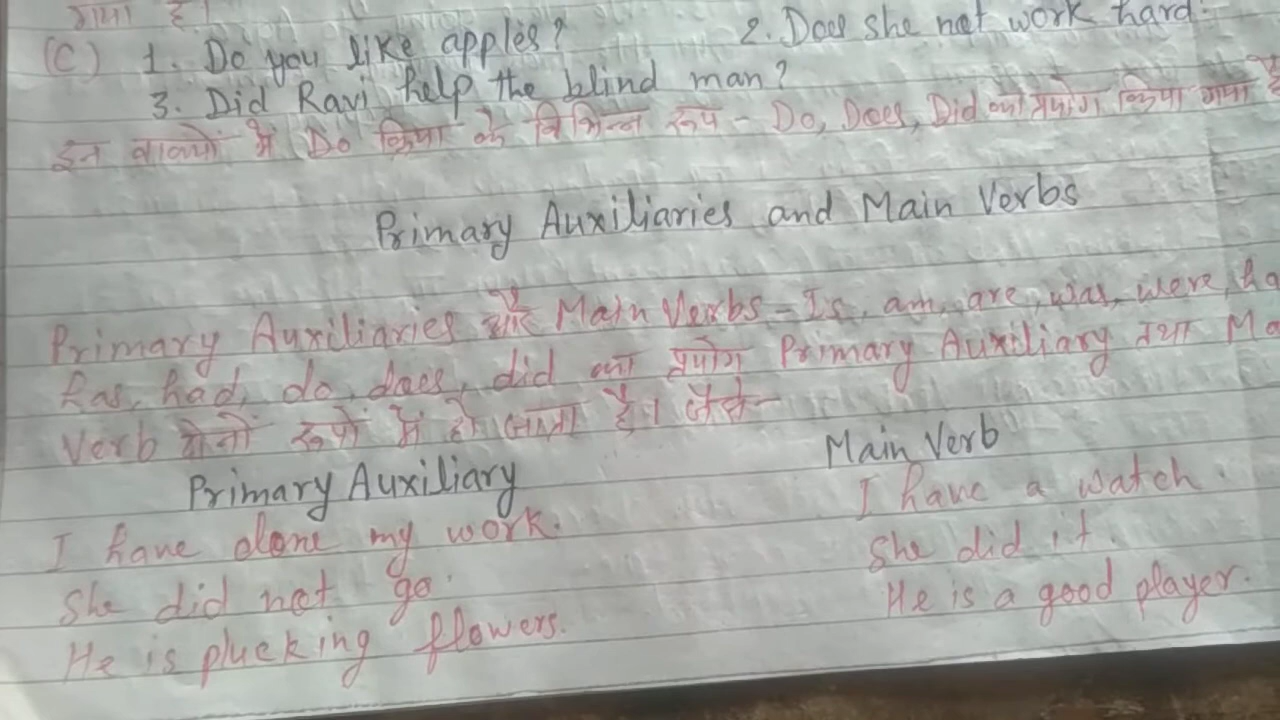 गया है।
(C) 1. Do you like apples? 2. Does she not work hard.
3. Did Ravi help the blind man?
इन वाक्यों में Do क्रिया के विभिन्न रूप - Do, Does, Did का प्रयोग किया गया है
Primary Auxiliaries and Main Verbs
Primary Auxiliaries और Main Verbs - Is, am, are, was, were, ha
has, had, do, does, did का प्रयोग Primary Auxiliary तथा Ma
Verb दोनों रूपों में हो जाता है। जैसे-
Primary Auxiliary Main Verb
I have done my work. I have a watch.
She did not go. She did it.
He is plucking flowers. He is a good player.